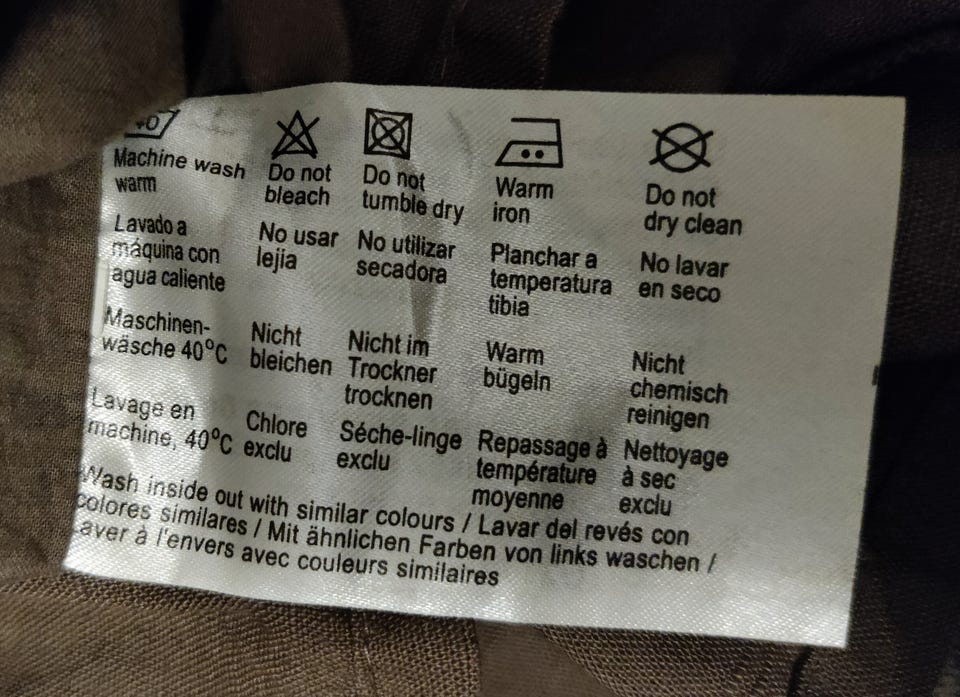 40
Machine wash
warm
Do not
bleach
Do not
tumble dry
Warm
iron
Do not
dry clean
Lavado a
máquina con
agua caliente
No usar
lejia
No utilizar
secadora
Planchar a
temperatura
tibia
No lavar
en seco
Maschinen-
wäsche 40°C
Nicht
bleichen
Nicht im
Trockner
trocknen
Warm
bügeln
Nicht
chemisch
reinigen
Lavage en
machine, 40°C
Chlore
exclu
Séche-linge
exclu
Repassage à
température
moyenne
Nettoyage
à sec
exclu
Wash inside out with similar colours / Lavar del revés con
colores similares / Mit ähnlichen Farben von links waschen /
Laver à l'envers avec couleurs similaires